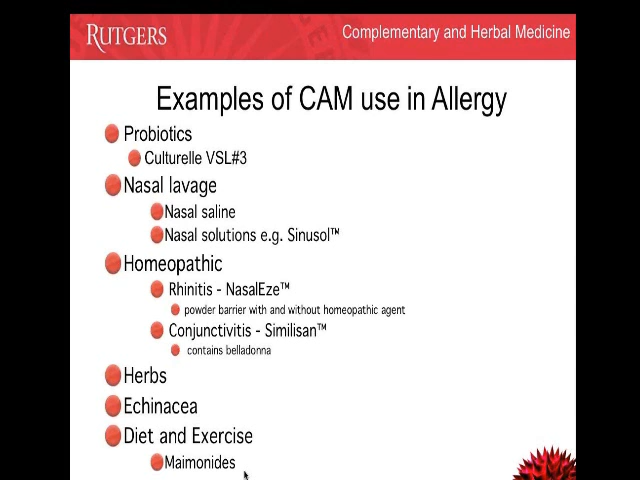 RUTGERS
Complementary and Herbal Medicine
Examples of CAM use in Allergy
Probiotics
Culturelle VSL#3
Nasal lavage
Nasal saline
Nasal solutions e.g. Sinusol™
Homeopathic
Rhinitis - NasalEze™
powder barrier with and without homeopathic agent
Conjunctivitis - Similisan™
contains belladonna
Herbs
Echinacea
Diet and Exercise
Maimonides